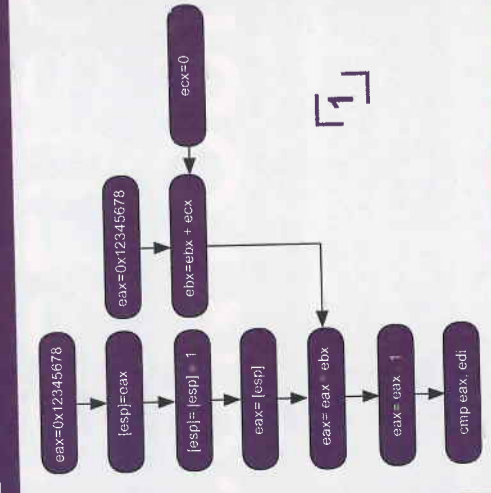 eax=0x12345678
[esp]=eax
[esp]= [esp] 1
eax= [esp]
eax= eax ebx
eax= eax 1
cmp eax, edi
eax=0x12345678
ebx=ebx + ecx
ecx=0
[1]